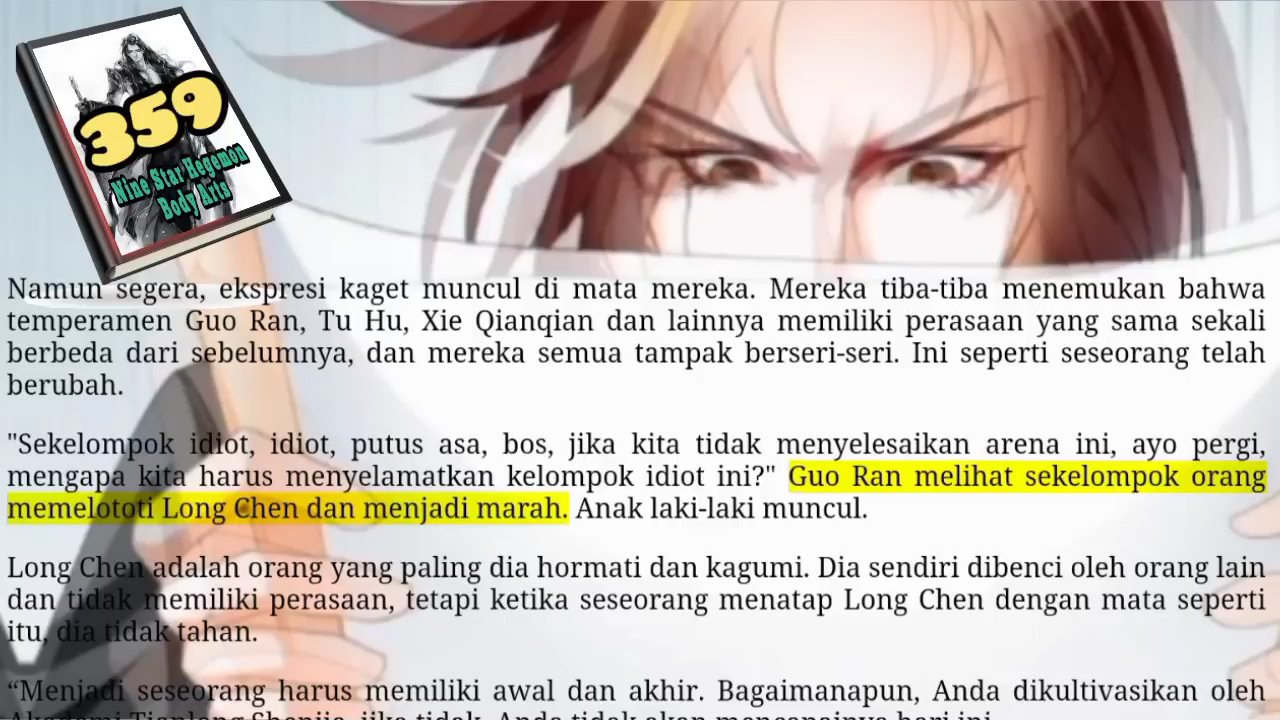 359
Nine Star Hegemon
Body Arts
Namun segera, ekspresi kaget muncul di mata mereka. Mereka tiba-tiba menemukan bahwa
temperamen Guo Ran, Tu Hu, Xie Qianqian dan lainnya memiliki perasaan yang sama sekali
berbeda dari sebelumnya, dan mereka semua tampak berseri-seri. Ini seperti seseorang telah
berubah.
"Sekelompok idiot, idiot, putus asa, bos, jika kita tidak menyelesaikan arena ini, ayo pergi,
mengapa kita harus menyelamatkan kelompok idiot ini?" Guo Ran melihat sekelompok orang
memelototi Long Chen dan menjadi marah. Anak laki-laki muncul.
Long Chen adalah orang yang paling dia hormati dan kagumi. Dia sendiri dibenci oleh orang lain
dan tidak memiliki perasaan, tetapi ketika seseorang menatap Long Chen dengan mata seperti
itu, dia tidak tahan.
“Menjadi seseorang harus memiliki awal dan akhir. Bagaimanapun, Anda dikultivasikan oleh